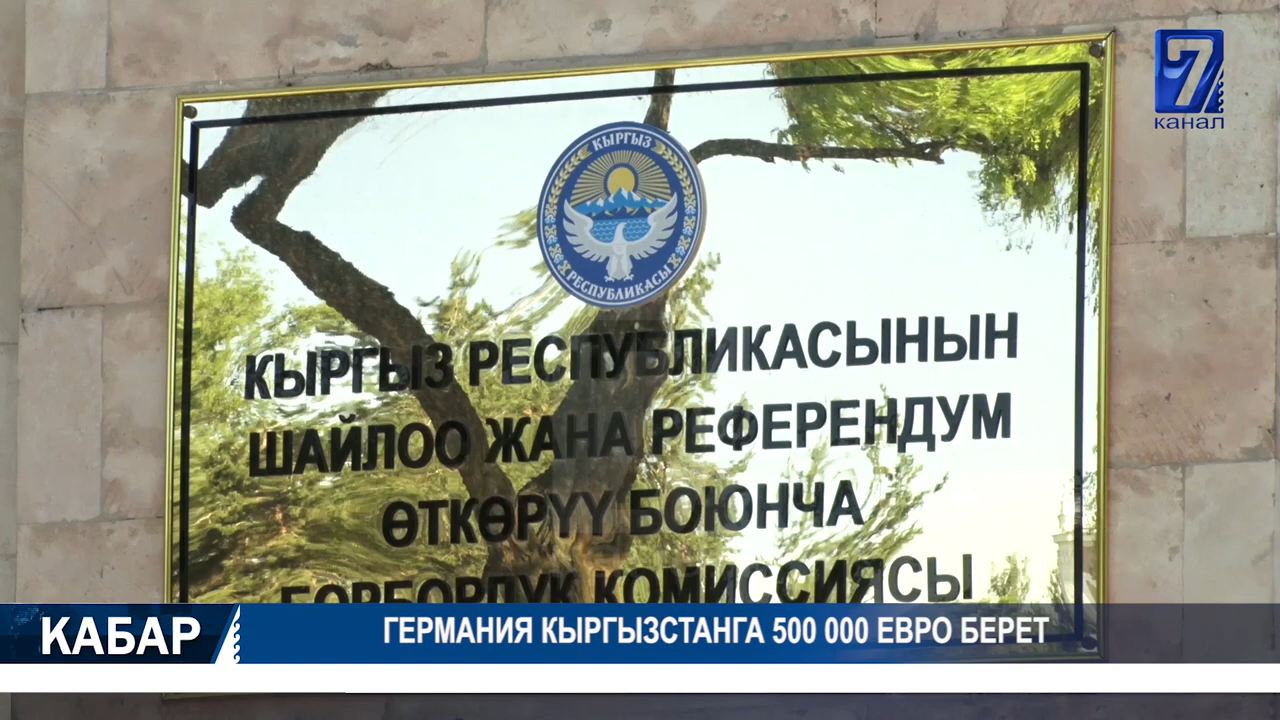 7
канал
КЫРГЫЗ
РЕСПУБЛИКАСЫ
КЫРГЫЗ РЕСПУБЛИКАСЫНЫН
ШАЙЛОО ЖАНА РЕФЕРЕНДУМ
ӨТКӨРҮҮ БОЮНЧА
БОРБОРДУК КОМИССИЯСЫ
КАБАР
ГЕРМАНИЯ КЫРГЫЗСТАНГА 500 000 ЕВРО БЕРЕТ